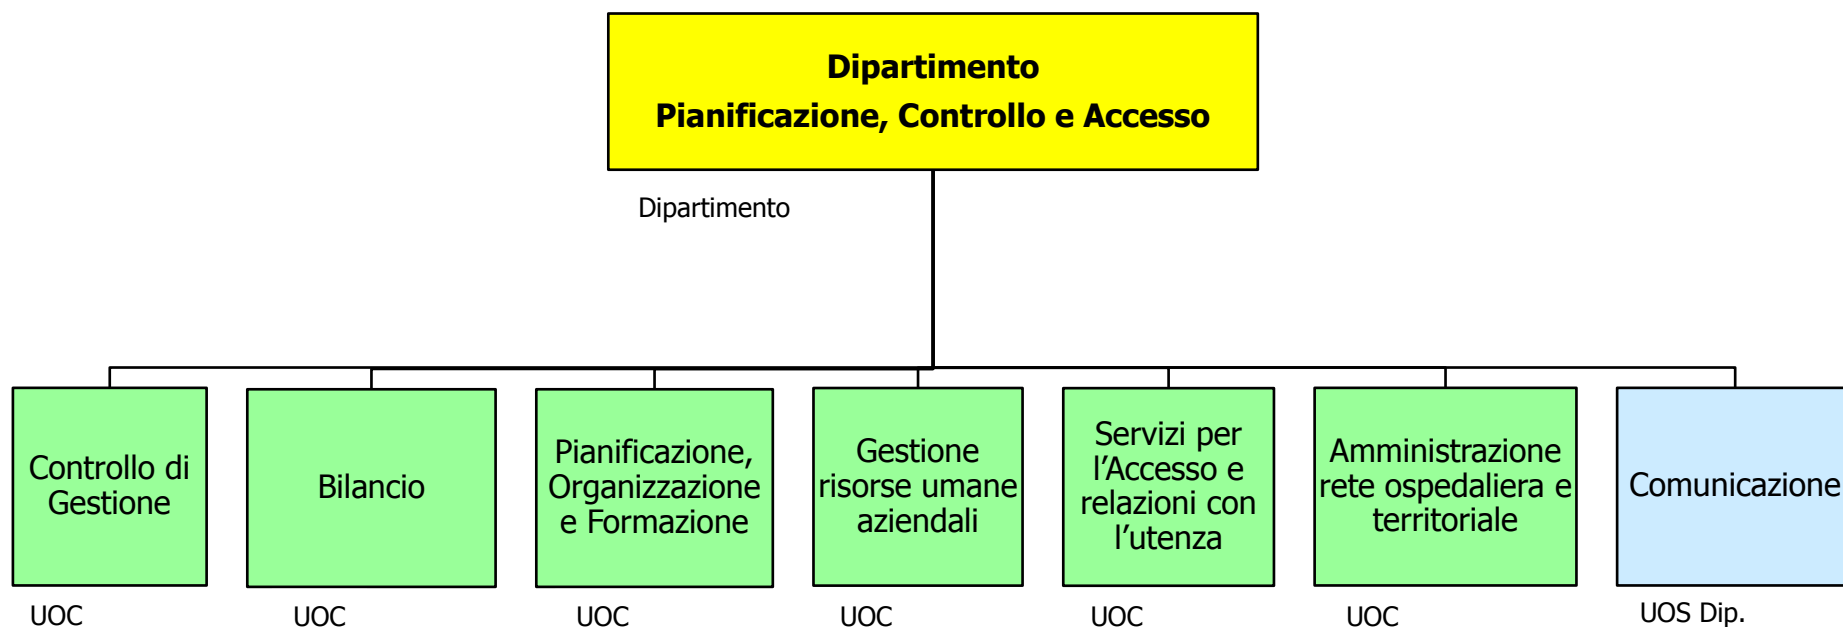 Dipartimento
Pianificazione, Controllo e Accesso
Dipartimento
Controllo di
Gestione
UOC
Bilancio
UOC
Pianificazione,
Organizzazione
e Formazione
UOC
Gestione
risorse umane
aziendali
UOC
Servizi per
l’Accesso e
relazioni con
l’utenza
UOC
Amministrazione
rete ospedaliera e
territoriale
UOC
Comunicazione
UOS Dip.